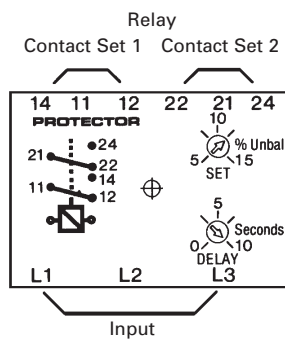 Relay
Contact Set 1 Contact Set 2
14 11 12 22 21 24
PROTECTOR
24
21
22
14
11
12
10
% Unbal
5 15
SET
5
Seconds
0 10
DELAY
L1 L2 L3
Input